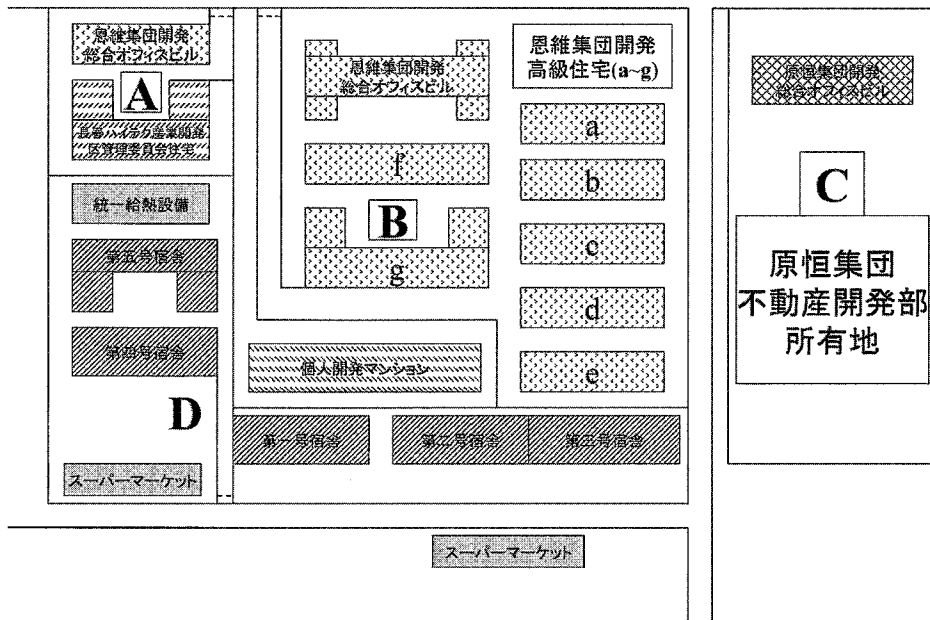 恩維集団開発
総合オフィスビル
A
長春ハイテク産業開発
区管理委員会住宅
統一給熱設備
第五号宿舎
第四号宿舎
D
スーパーマーケット
恩維集団開発
総合オウィスビル
f
B
g
個人開発マンション
第一号宿舎
第二号宿舎
第三号宿舎
恩維集団開発
高級住宅(a~g)
a
b
c
d
e
原恒集団開発
総合オウィスビル
C
原恒集団
不動産開発部
所有地
スーパーマーケット